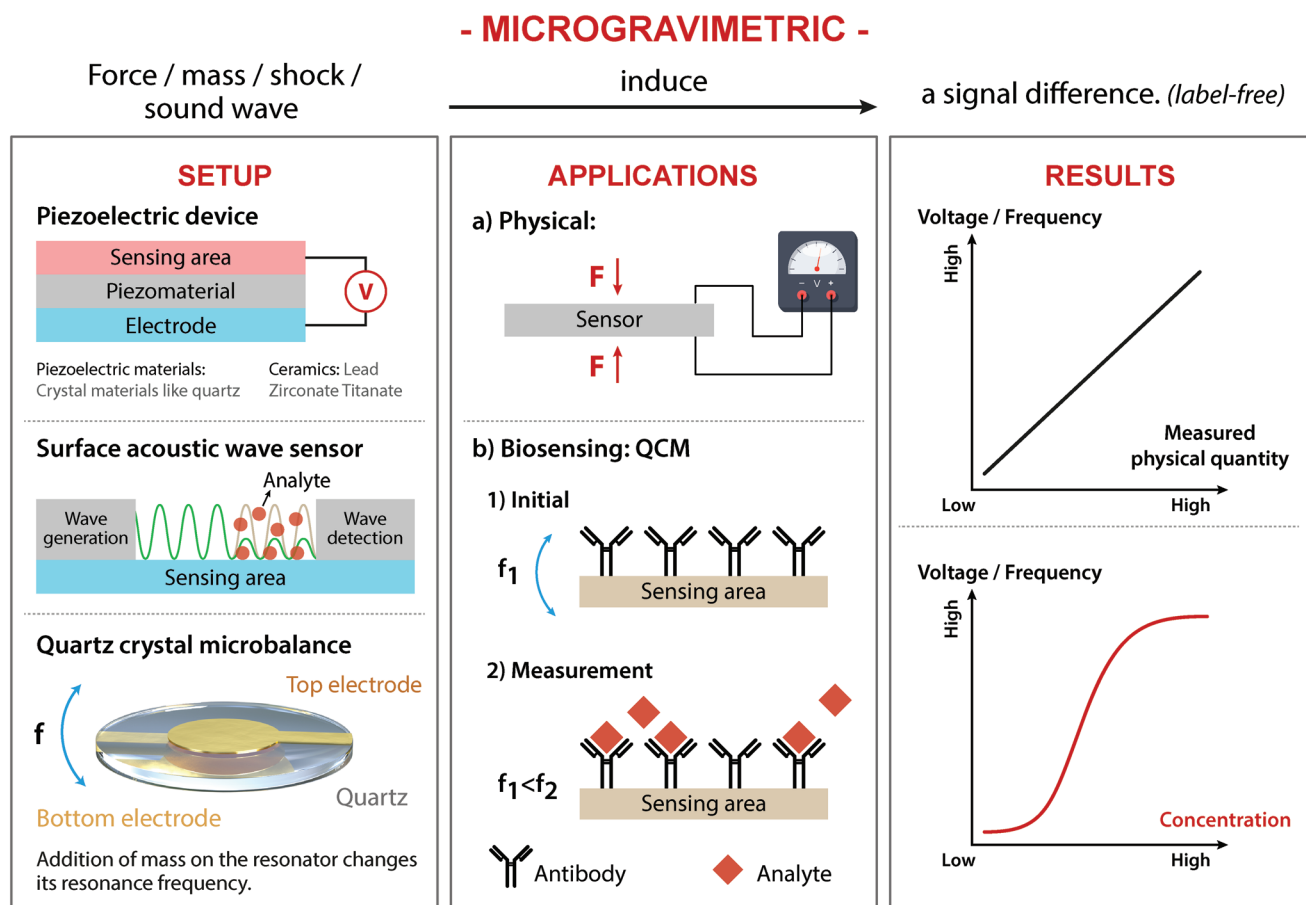 - MICROGRAVIMETRIC -
Force / mass / shock /
sound wave
induce
a signal difference. (label-free)
SETUP
Piezoelectric device
Sensing area
Piezomaterial
Electrode
V
Piezoelectric materials:
Crystal materials like quartz
Ceramics: Lead
Zirconate Titanate
Surface acoustic wave sensor
Analyte
Wave
generation
Wave
detection
Sensing area
Quartz crystal microbalance
Top electrode
f
Quartz
Bottom electrode
Addition of mass on the resonator changes
its resonance frequency.
APPLICATIONS
a) Physical:
F
Sensor
F
− V +
b) Biosensing: QCM
1) Initial
f1
Sensing area
2) Measurement
f1<f2
Sensing area
Antibody
Analyte
RESULTS
Voltage / Frequency
High
Measured
physical quantity
Low
High
Voltage / Frequency
High
Concentration
Low
High